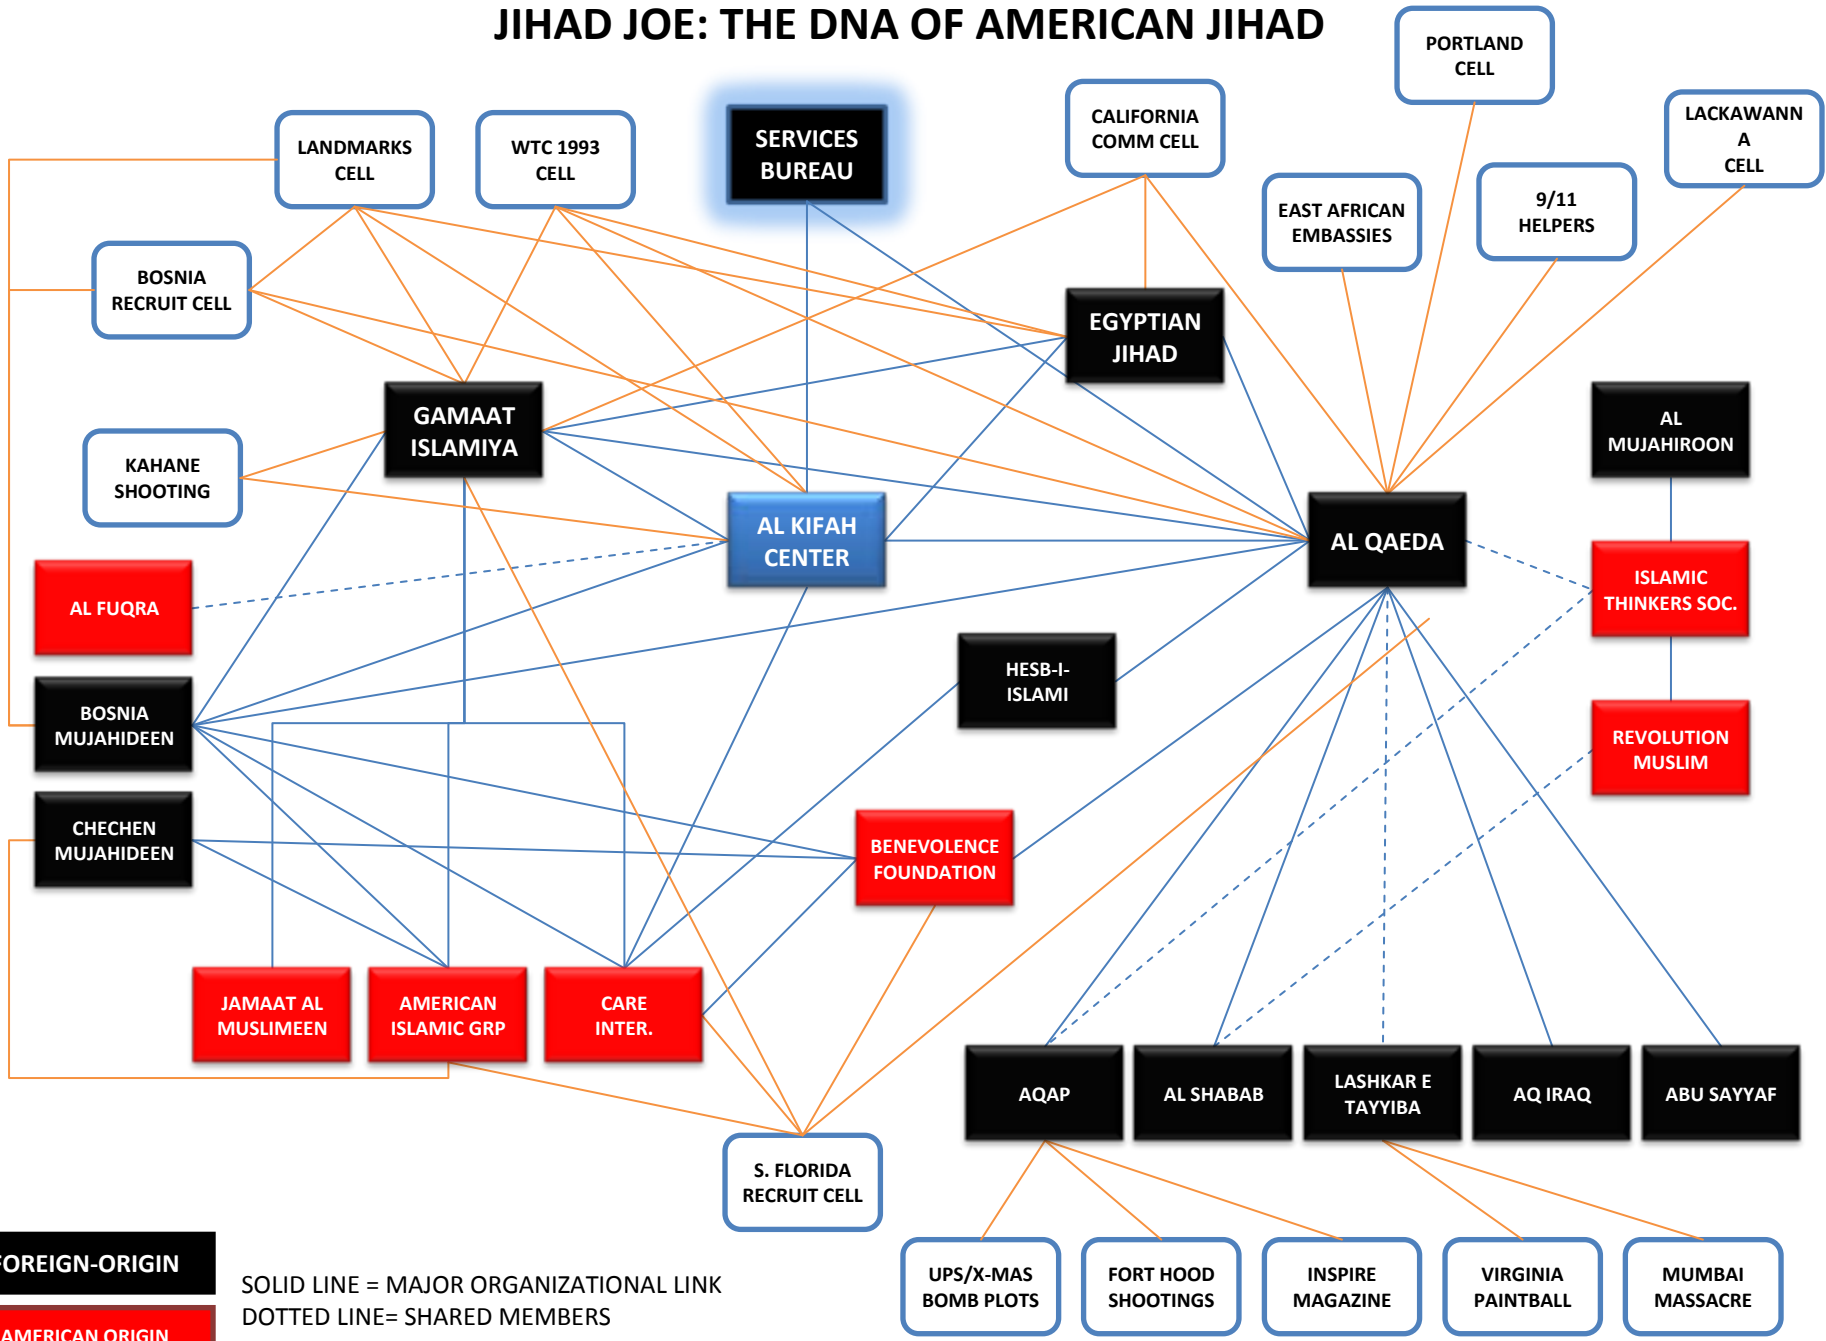 JIHAD JOE: THE DNA OF AMERICAN JIHAD
PORTLAND
CELL
LANDMARKS
CELL
WTC 1993
CELL
SERVICES
BUREAU
CALIFORNIA
COMM CELL
LACKAWANN
A
CELL
EAST AFRICAN
EMBASSIES
9/11
HELPERS
BOSNIA
RECRUIT CELL
EGYPTIAN
JIHAD
GAMAAT
ISLAMIYA
AL
MUJAHIROON
KAHANE
SHOOTING
AL KIFAH
CENTER
AL QAEDA
AL FUQRA
ISLAMIC
THINKERS SOC.
HESB-I-
ISLAMI
BOSNIA
MUJAHIDEEN
REVOLUTION
MUSLIM
CHECHEN
MUJAHIDEEN
BENEVOLENCE
FOUNDATION
JAMAAT AL
MUSLIMEEN
AMERICAN
ISLAMIC GRP
CARE
INTER.
AQAP
AL SHABAB
LASHKAR E
TAYYIBA
AQ IRAQ
ABU SAYYAF
S. FLORIDA
RECRUIT CELL
UPS/X-MAS
BOMB PLOTS
FORT HOOD
SHOOTINGS
INSPIRE
MAGAZINE
VIRGINIA
PAINTBALL
MUMBAI
MASSACRE
FOREIGN-ORIGIN
SOLID LINE = MAJOR ORGANIZATIONAL LINK
DOTTED LINE= SHARED MEMBERS
AMERICAN ORIGIN